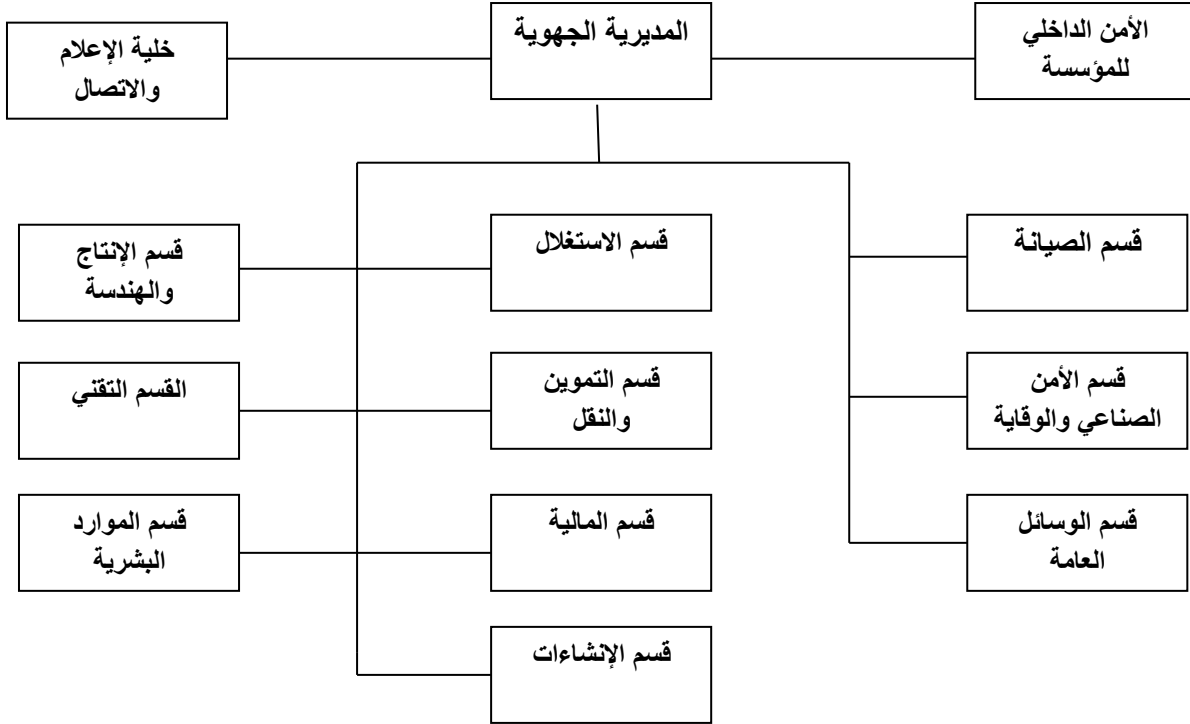 الأمن الداخلي
للمؤسسة
المديرية الجهوية
خلية الإعلام
والاتصال
قسم الصيانة
قسم الاستغلال
قسم الإنتاج
والهندسة
قسم الأمن
الصناعي والوقاية
قسم التموين
والنقل
القسم التقني
قسم الوسائل
العامة
قسم المالية
قسم الموارد
البشرية
قسم الإنشاءات